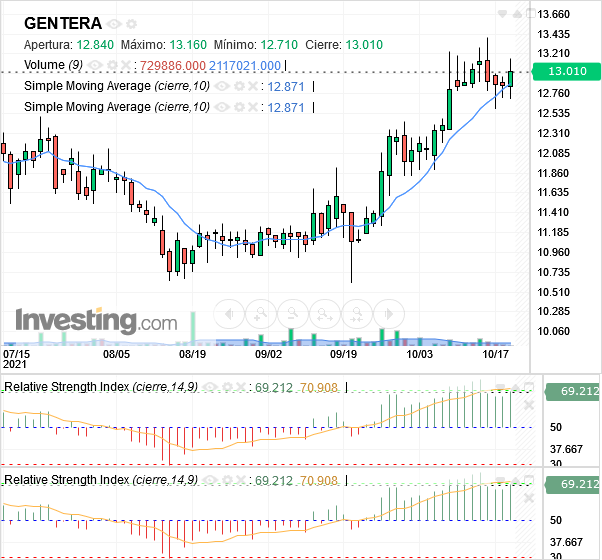 GENTERA
Apertura: 12.840 Máximo: 13.160 Mínimo: 12.710 Cierre: 13.010
Volume (9) : 729886.000 2117021.000
Simple Moving Average (cierre,10) : 12.871
Simple Moving Average (cierre,10) : 12.871
13.660
13.435
13.210
13.010
12.760
12.535
12.310
12.085
11.860
11.635
11.410
11.185
10.960
10.735
10.510
10.285
10.060
Investing.com
07/15 08/05 08/19 09/02 09/19 10/03 10/17
2021
Relative Strength Index (cierre,14,9) : 69.212 70.908
69.212
50
37.667
30
Relative Strength Index (cierre,14,9) : 69.212 70.908
69.212
50
37.667
30